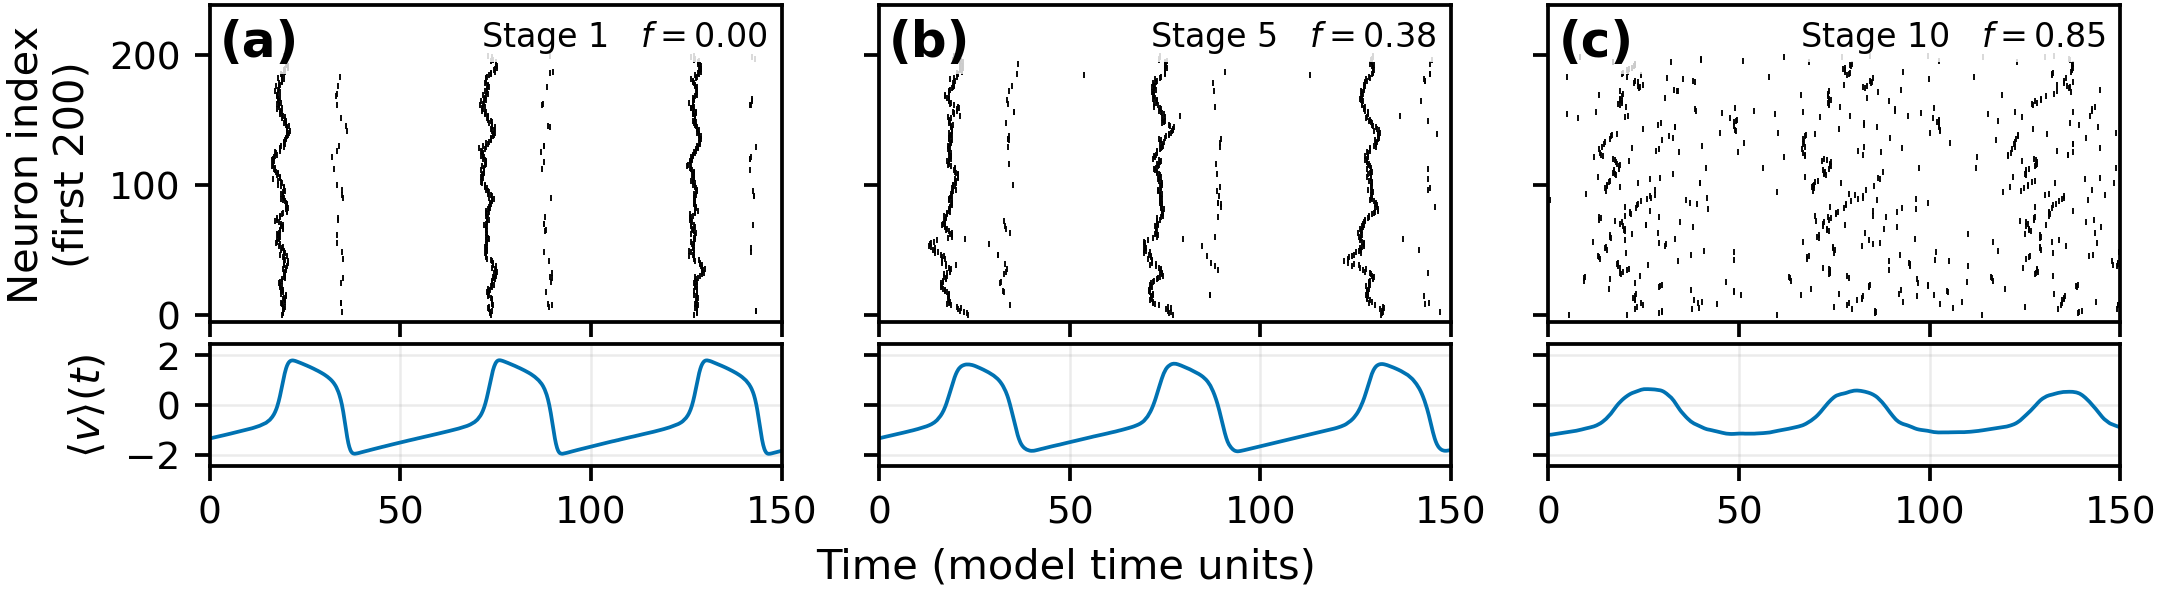 (a) Stage 1 f = 0.00
(b) Stage 5 f = 0.38
(c) Stage 10 f = 0.85
Neuron index
(first 200)
200
100
0
⟨v⟩(t)
2
0
−2
0 50 100 150
0 50 100 150
0 50 100 150
Time (model time units)